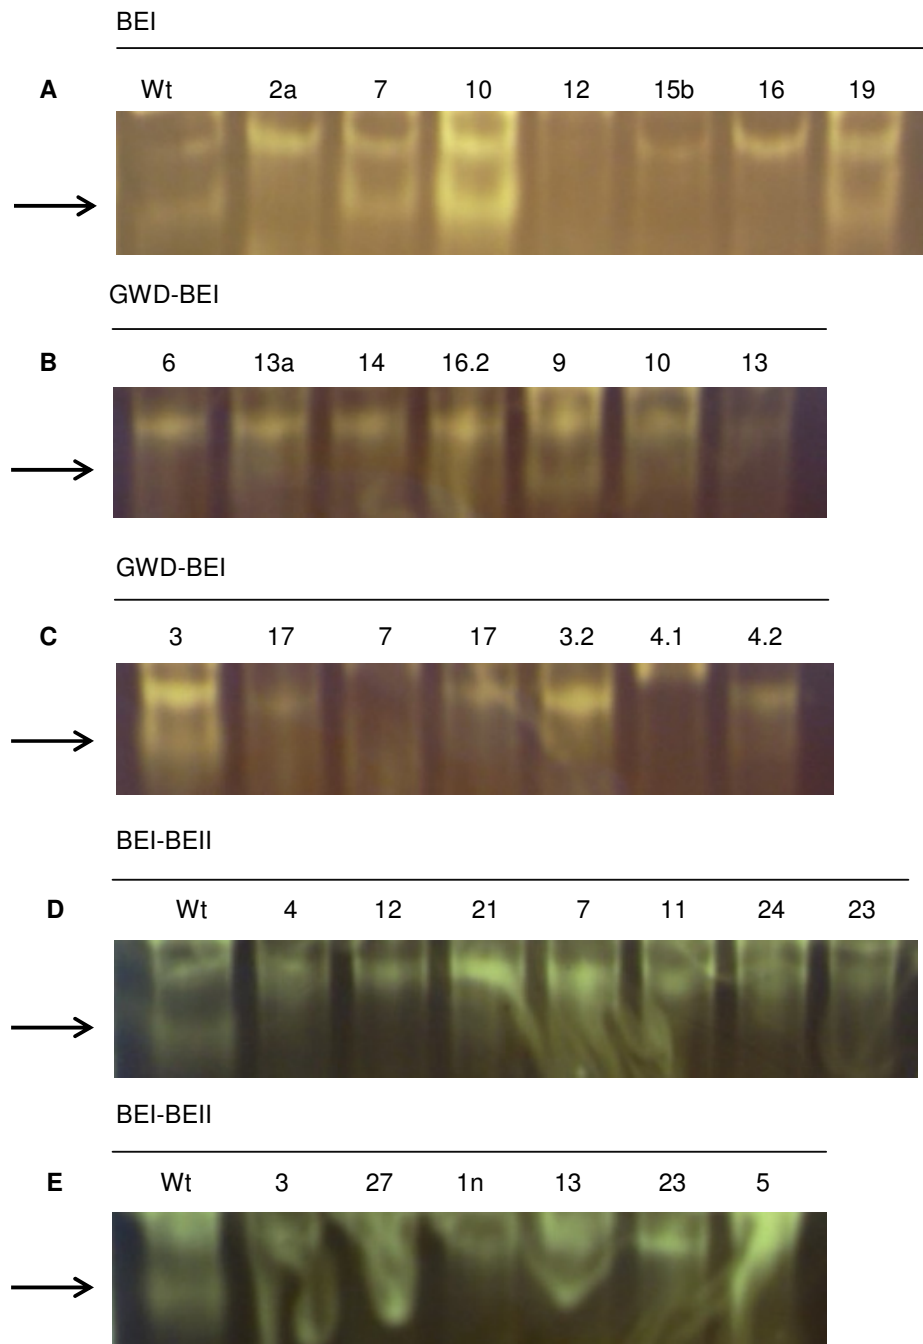 BEI
A Wt 2a 7 10 12 15b 16 19
GWD-BEI
B 6 13a 14 16.2 9 10 13
GWD-BEI
C 3 17 7 17 3.2 4.1 4.2
BEI-BEII
D Wt 4 12 21 7 11 24 23
BEI-BEII
E Wt 3 27 1n 13 23 5